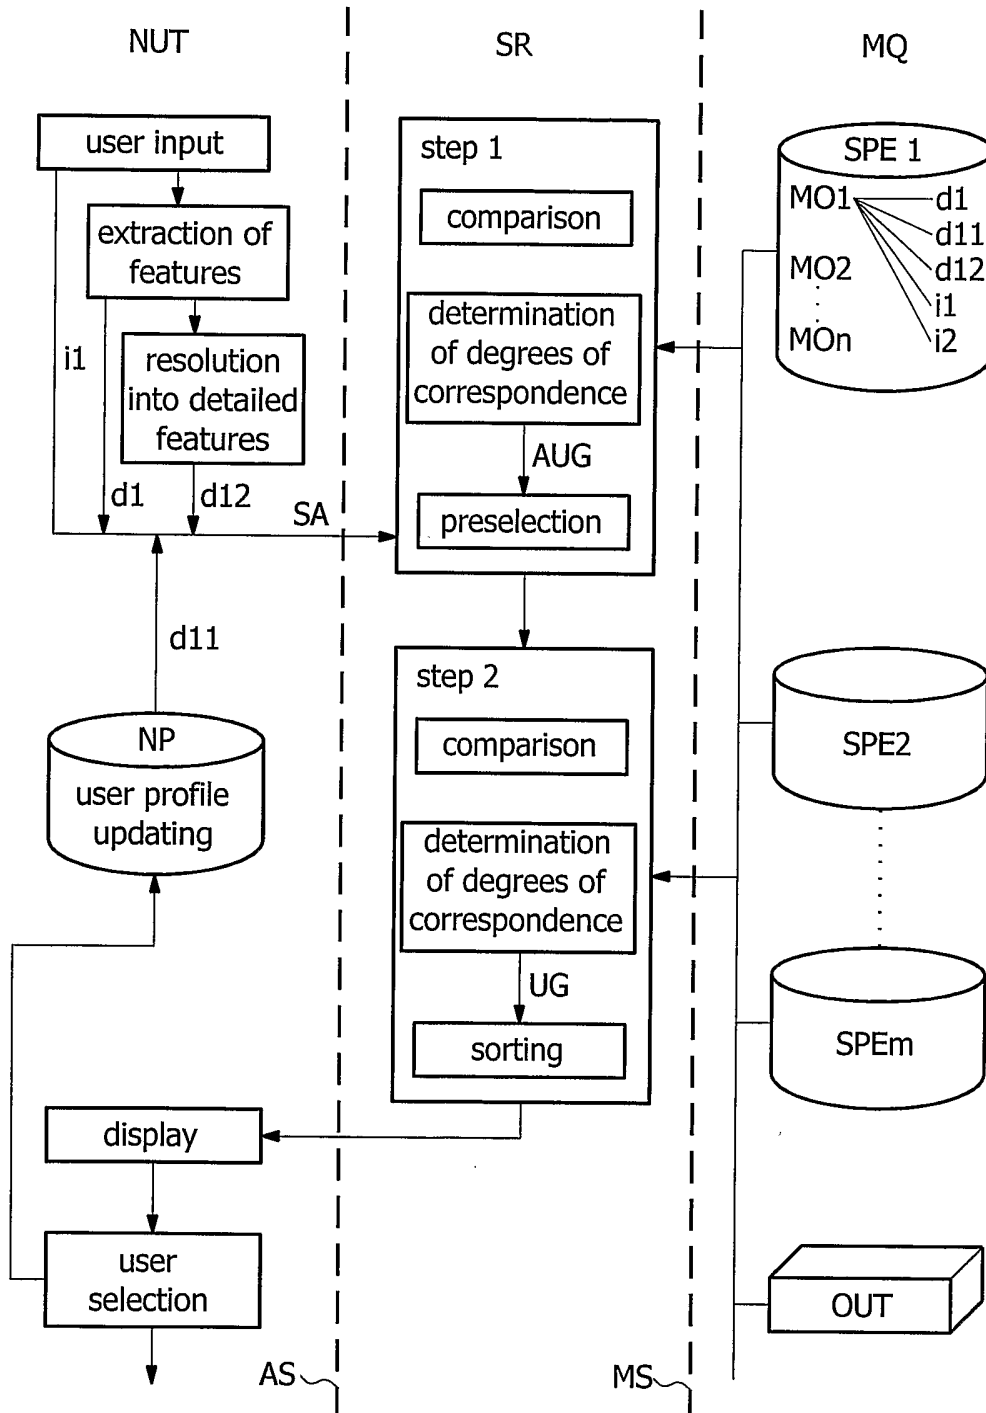 NUT
SR
MQ
user input
extraction of
features
resolution
into detailed
features
i1
d1
d12
SA
d11
NP
user profile
updating
display
user
selection
AS
step 1
comparison
determination
of degrees of
correspondence
AUG
preselection
step 2
comparison
determination
of degrees of
correspondence
UG
sorting
MS
SPE 1
MO1
d1
d11
MO2
d12
i1
MOn
i2
SPE2
SPEm
OUT